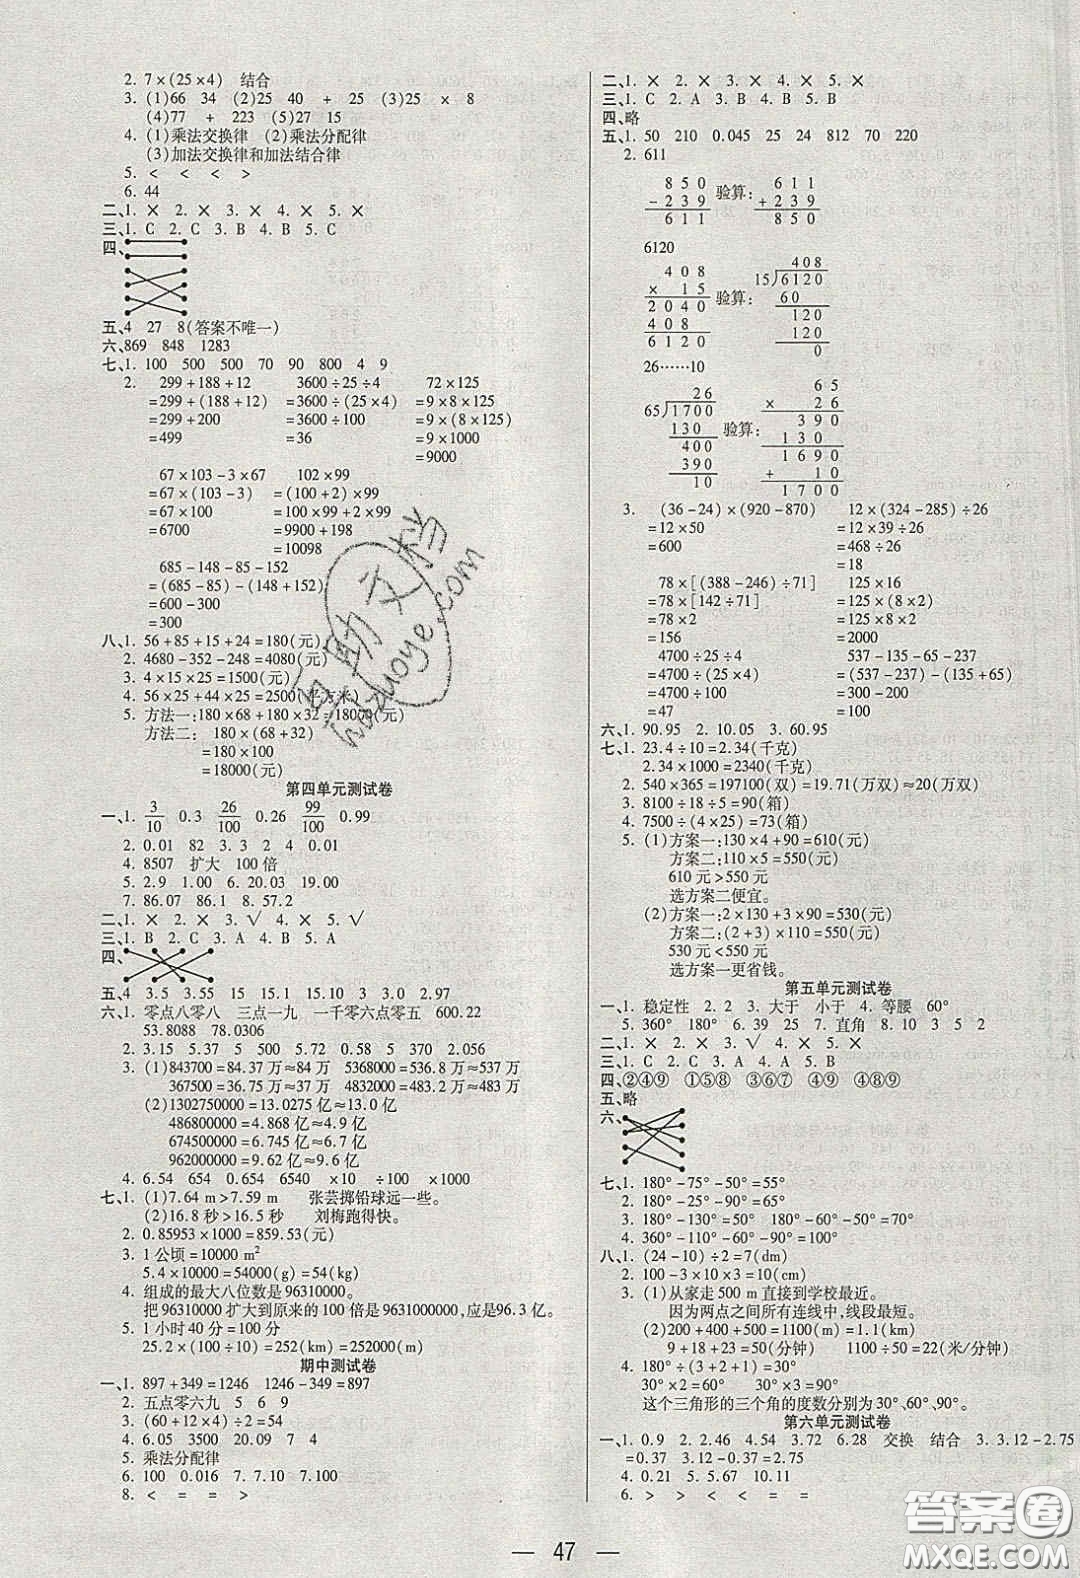 2. 7×(25×4) 结合
3. (1)66 34 (2)25 40 + 25 (3)25 × 8
(4)77 + 223 (5)27 15
4. (1)乘法交换律 (2)乘法分配律
(3)加法交换律和加法结合律
5. < < < >
6. 44
二、1. × 2. × 3. × 4. × 5. ×
三、1. C 2. C 3. B 4. B 5. C
四、
五、4 27 8(答案不唯一)
六、869 848 1283
七、1. 100 500 500 70 90 800 4 9
2. 299+188+12 3600÷25÷4 72×125
=299+(188+12) =3600÷(25×4) =9×8×125
=299+200 =3600÷100 =9×(8×125)
=499 =36 =9×1000
=9000
67×103-3×67 102×99
=67×(103-3) =(100+2)×99
=67×100 =100×99+2×99
=6700 =9900+198
=10098
685-148-85-152
=(685-85)-(148+152)
=600-300
=300
八、1. 56+85+15+24=180(元)
2. 4680-352-248=4080(元)
3. 4×15×25=1500(元)
4. 56×25+44×25=2500(平方米)
5. 方法一:180×68+180×32=18000(元)
方法二: 180×(68+32)
=180×100
=18000(元)
第四单元测试卷
一、1. 3/10 0.3 26/100 0.26 99/100 0.99
2. 0.01 82 3. 3 2 4 0.01
4. 8507 扩大 100倍
5. 2.9 1.00 6. 20.03 19.00
7. 86.07 86.1 8. 57.2
二、1. × 2. × 3. √ 4. × 5. √
三、1. B 2. C 3. A 4. B 5. A
四、
五、4 3.5 3.55 15 15.10 3 3.2 2.97
六、1. 零点八零八 三点一九 一千零六点零五 600.22
53.8088 78.0306
2. 3.15 5.37 5 500 5.72 0.58 5 370 2.056
3. (1)843700=84.37万≈84万 5368000=536.8万≈537万
367500=36.75万≈37万 4832000=483.2万≈483万
(2)1302750000=13.0275亿≈13.0亿
486800000=4.868亿≈4.9亿
674500000=6.745亿≈6.7亿
962000000=9.62亿≈9.6亿
4. 6.54 654 0.654 6540 ×10 ÷100 ×100
七、1. (1)7.64 m>7.59 m 张芸掷铅球远一些。
(2)16.8秒>16.5秒 刘梅跑得快。
2. 0.85953×1000=859.53(元)
3. 1公顷=10000 m²
5.4×10000=54000(g)=54(kg)
4. 组成的最大八位数是96310000。
把96310000扩大到原来的100倍是9631000000,应是96.3亿。
5. 1小时40分=100分
25.2×(100÷10)=252(km)=252000(m)
期中测试卷
一、1. 897+349=1246 1246-349=897
2. 五点零六九 5 6 9
3. (60+12×4)÷2=54
4. 6.05 3500 20.09 7 5
5. 乘法分配律
6. 100 0.016 7. 100 1000
8. < = = >
二、1. × 2. × 3. × 4. × 5. ×
三、1. C 2. A 3. B 4. B 5. B
四、略
五、1. 50 210 0.045 25 24 812 70 220
2. 611
850 验算: 611
-239 +239
611 850
6120
408 验算: 408
×15 15)6120
2040 60
408 120
6120 120
0
26……10
26 验算: 65
65)1700 ×26
130 390
400 130
390 1690
10 + 10
1700
3. (36-24)×(920-870) 12×(324-285)÷26
=12×50 =12×39÷26
=600 =468÷26
=18
78×[(388-246)÷71] 125×16
=78×[142÷71] =125×(8×2)
=78×2 =125×8×2
=156 =2000
4700÷25÷4 537-135-65-237
=4700÷(25×4) =(537-237)-(135+65)
=4700÷100 =300-200
=47 =100
六、1. 90.95 2. 10.05 3. 60.95
七、1. 23.4÷10=2.34(千克)
2.34×1000=2340(千克)
2. 540×365=197100(双)=19.71(万双)≈20(万双)
3. 8100÷18÷5=90(箱)
4. 7500÷(4×25)=73(箱)
5. (1)方案一:130×4+90=610(元)
方案二:110×5=550(元)
610元>550元
选方案二便宜。
(2)方案一:2×130+3×90=530(元)
方案二:(2+3)×110=550(元)
530元<550元
选方案一更省钱。
第五单元测试卷
一、1. 稳定性 2. 2 3. 大于 小于 4. 等腰 60°
5. 360° 180° 6. 39 25 7. 直角 8. 10 3 5 2
二、1. × 2. × 3. √ 4. × 5. ×
三、1. C 2. C 3. A 4. A 5. B
四、②④⑨ ①⑤⑧ ③⑥⑦ ④⑨ ④⑧⑨
五、略
六、
七、1. 180°-75°-50°=55°
2. 180°-90°-40°=50°
3. 180°-130°=50° 180°-60°-50°=70°
4. 360°-110°-60°-90°=100°
八、1. (24-10)÷2=7(dm)
2. 100-3×10×3=10(cm)
3. (1)从家走500 m直接到学校最近。
因为两点之间所有连线中,线段最短。
(2)200+400+500=1100(m)=1.1(km)
9+18+23=50(分钟) 1100÷50=22(米/分钟)
4. 180°÷(3+2+1)=30°
30°×2=60° 30°×3=90°
这个三角形的三个角的度数分别为30°、60°、90°。
第六单元测试卷
一、1. 0.9 2. 2.46 4.54 3.72 6.28 交换 结合 3. 3.12-2.75
=0.37 0.37+2.75
4. 0.21 5. 5.67 10.11
6. > > < < = =
47
答案圈
MXQE.COM